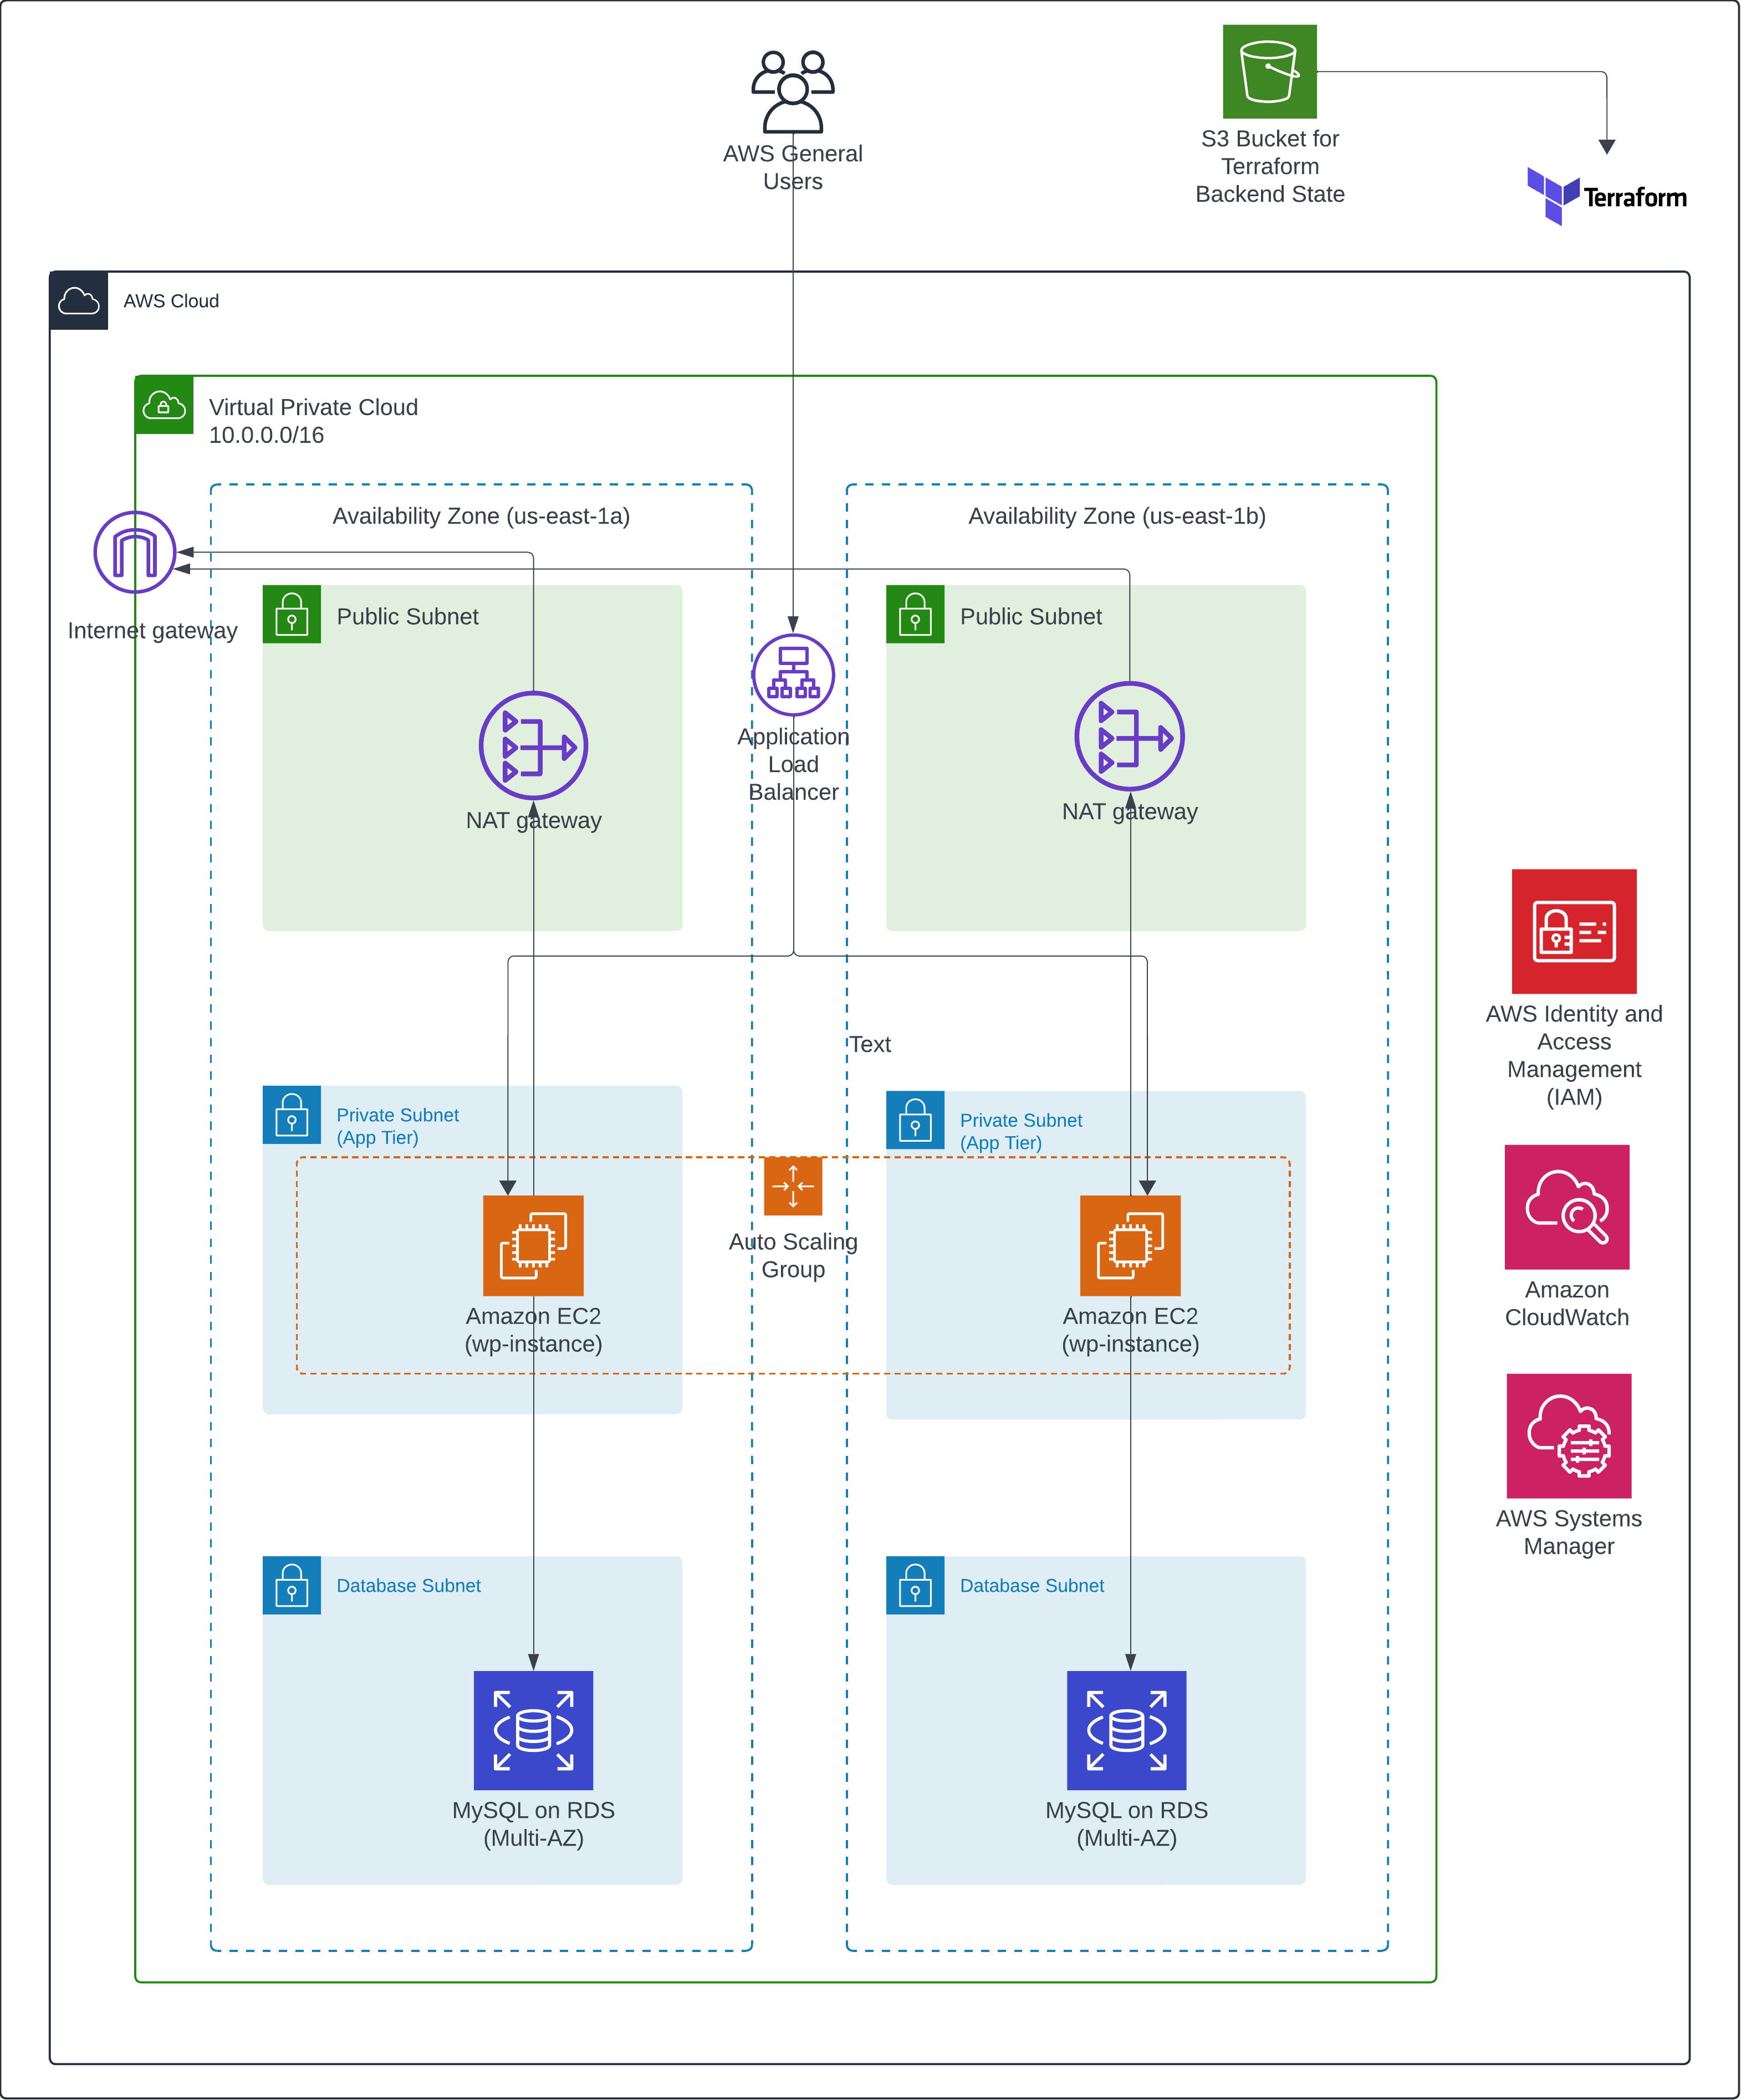 AWS General
Users
S3 Bucket for
Terraform
Backend State
Terraform
AWS Cloud
Virtual Private Cloud
10.0.0.0/16
Availability Zone (us-east-1a)
Availability Zone (us-east-1b)
Internet gateway
Public Subnet
Public Subnet
Application
Load
Balancer
NAT gateway
NAT gateway
Text
AWS Identity and
Access
Management
(IAM)
Private Subnet
(App Tier)
Private Subnet
(App Tier)
Auto Scaling
Group
Amazon EC2
(wp-instance)
Amazon EC2
(wp-instance)
Amazon
CloudWatch
AWS Systems
Manager
Database Subnet
Database Subnet
MySQL on RDS
(Multi-AZ)
MySQL on RDS
(Multi-AZ)